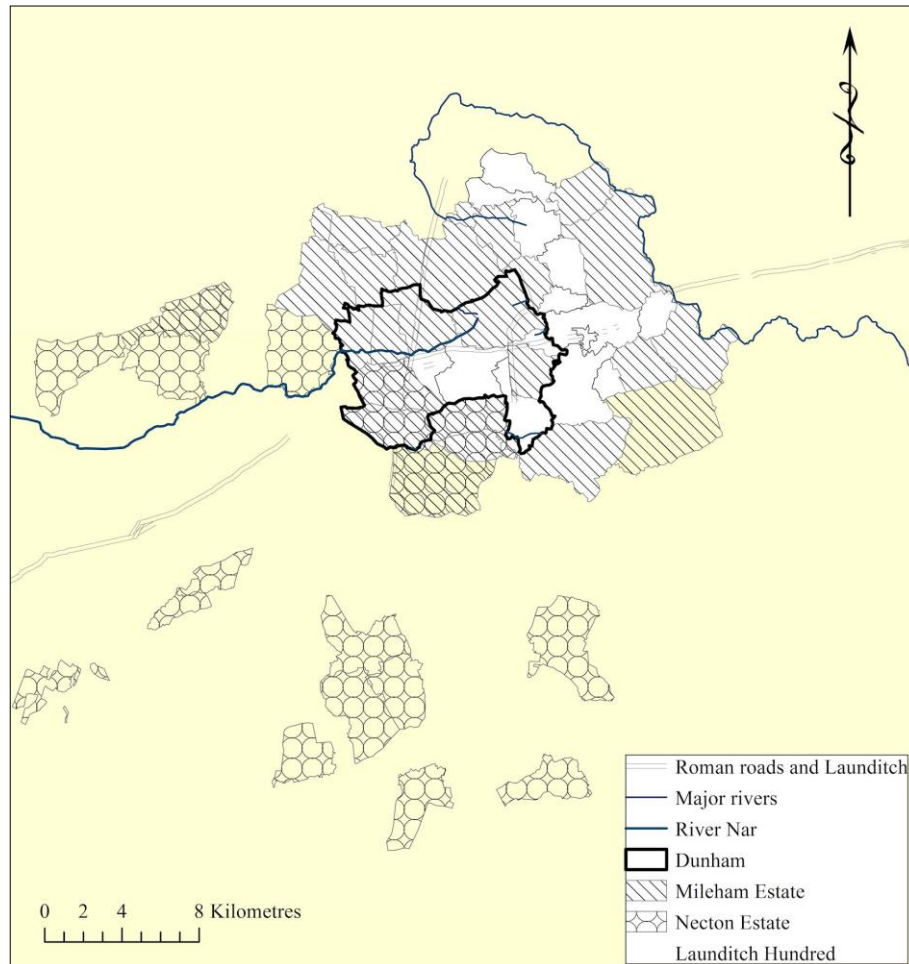 Roman roads and Launditch
Major rivers
River Nar
Dunham
Mileham Estate
Necton Estate
Launditch Hundred
0 2 4 8 Kilometres